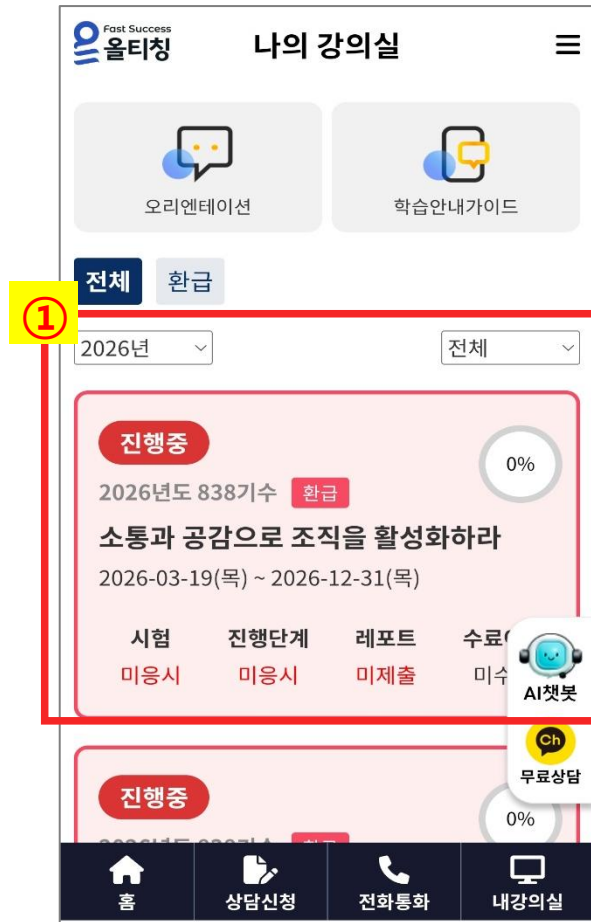 Fast Success
올티칭
나의 강의실
오리엔테이션
학습안내가이드
전체
환급
①
2026년
전체
진행중
0%
2026년도 838기수 환급
소통과 공감으로 조직을 활성화하라
2026-03-19(목) ~ 2026-12-31(목)
시험 진행단계 레포트 수료
미응시 미응시 미제출 미수
AI챗봇
Ch
무료상담
진행중
0%
홈
상담신청
전화통화
내강의실